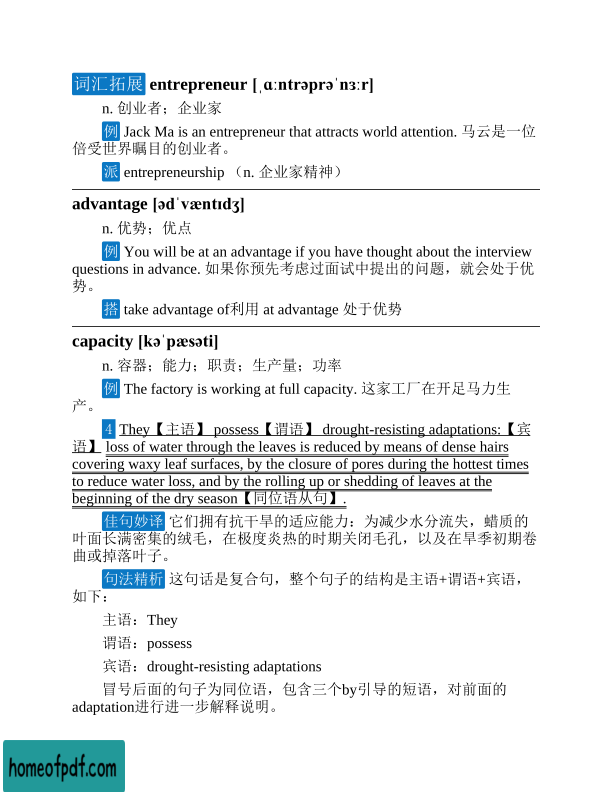 词汇拓展 entrepreneur [ˌɑːntrəprəˈnɜːr]
n. 创业者；企业家
例 Jack Ma is an entrepreneur that attracts world attention. 马云是一位
倍受世界瞩目的创业者。
派 entrepreneurship （n. 企业家精神）
advantage [ədˈvæntɪdʒ]
n. 优势；优点
例 You will be at an advantage if you have thought about the interview
questions in advance. 如果你预先考虑过面试中提出的问题，就会处于优
势。
搭 take advantage of利用 at advantage 处于优势
capacity [kəˈpæsəti]
n. 容器；能力；职责；生产量；功率
例 The factory is working at full capacity. 这家工厂在开足马力生
产。
4 They【主语】 possess【谓语】 drought-resisting adaptations:【宾
语】 loss of water through the leaves is reduced by means of dense hairs
covering waxy leaf surfaces, by the closure of pores during the hottest times
to reduce water loss, and by the rolling up or shedding of leaves at the
beginning of the dry season【同位语从句】.
佳句妙译 它们拥有抗干旱的适应能力：为减少水分流失，蜡质的
叶面长满密集的绒毛，在极度炎热的时期关闭毛孔，以及在旱季初期卷
曲或掉落叶子。
句法精析 这句话是复合句，整个句子的结构是主语+谓语+宾语，
如下：
主语：They
谓语：possess
宾语：drought-resisting adaptations
冒号后面的句子为同位语，包含三个by引导的短语，对前面的
adaptation进行进一步解释说明。
homeofpdf.com